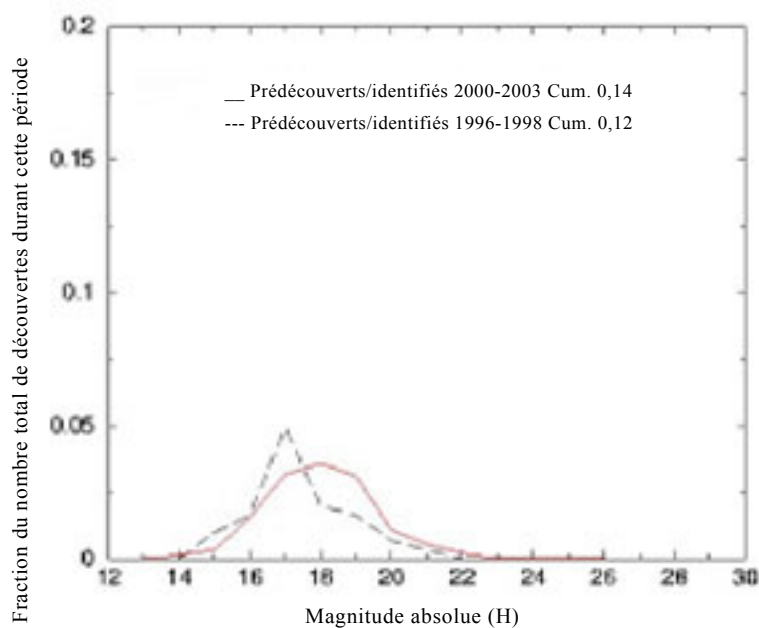 Fraction du nombre total de découvertes durant cette période
0.2
__ Prédécouverts/identifiés 2000-2003 Cum. 0,14
--- Prédécouverts/identifiés 1996-1998 Cum. 0,12
0.15
0.1
0.05
0
12 14 16 18 20 22 24 26 28 30
Magnitude absolue (H)